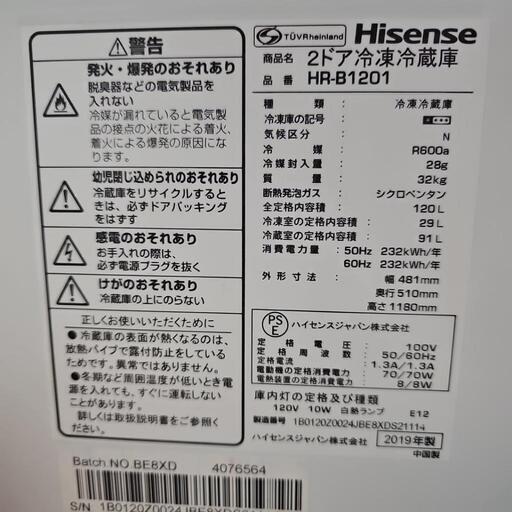 警告
発火・爆発のおそれあり
脱臭器などの電気製品を
入れない
冷媒が漏れていると電気製
品の接点の火花による着火、
着火による爆発の原因です。
幼児閉じ込められのおそれあり
冷蔵庫をリサイクルすると
きは、必ずドアパッキング
をはずす
感電のおそれあり
お手入れの際は、
必ず電源プラグを抜く
けがのおそれあり
冷蔵庫の上にのらない
正しくお使いいただくために
●冷蔵庫の表面が熱くなるのは、
放熱パイプで露付防止をしている
ためです。異常ではありません。
●冬期など周囲温度が低いとき電
源を入れても、すぐに運転しない
ことがあります。
詳しくは取扱説明書をご参照ください。
Batch NO. BE8XD 4076564
S/N
TÜVRheinland Hisense
商品名 2ドア冷凍冷蔵庫
品番 HR-B1201
種類: 冷凍冷蔵庫
冷凍庫の記号:
気候区分: N
冷媒: R600a
冷媒封入量: 28g
質量: 32kg
断熱発泡ガス: シクロペンタン
全定格内容積: 120L
冷凍室の定格内容積: 29L
冷蔵室の定格内容積: 91L
消費電力量: 50Hz 232kWh/年
60Hz 232kWh/年
外形寸法: 幅 481mm
奥行 510mm
高さ 1180mm
PSE ハイセンスジャパン株式会社
定格電圧: 100V
定格周波数: 50/60Hz
定格電流: 1.3A/1.3A
電動機の定格消費電力: 70/70W
電熱装置の定格消費電力: 8/8W
庫内灯の定格及び種類
120V 10W 白熱ランプ E12
製造番号: 1B0120Z0024JBE8XDS21114
ハイセンスジャパン株式会社 2019年製
中国製